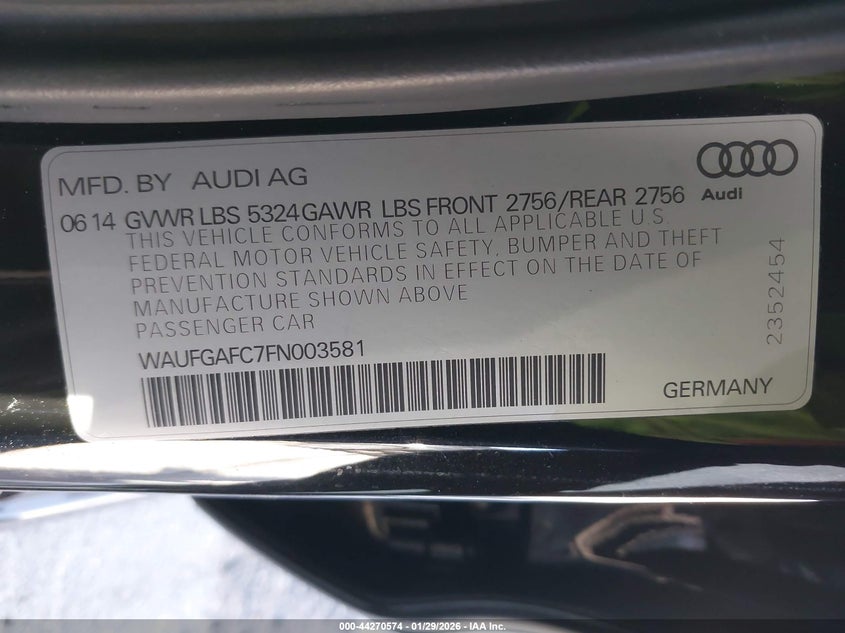 MFD. BY AUDI AG
Audi
06 14 GVWR LBS 5324 GAWR LBS FRONT 2756/REAR 2756
THIS VEHICLE CONFORMS TO ALL APPLICABLE U.S.
FEDERAL MOTOR VEHICLE SAFETY, BUMPER AND THEFT
PREVENTION STANDARDS IN EFFECT ON THE DATE OF
MANUFACTURE SHOWN ABOVE
PASSENGER CAR
WAUFGAFC7FN003581
GERMANY
2352454
000-44270574 | 01/29/2026 - IAA Inc.